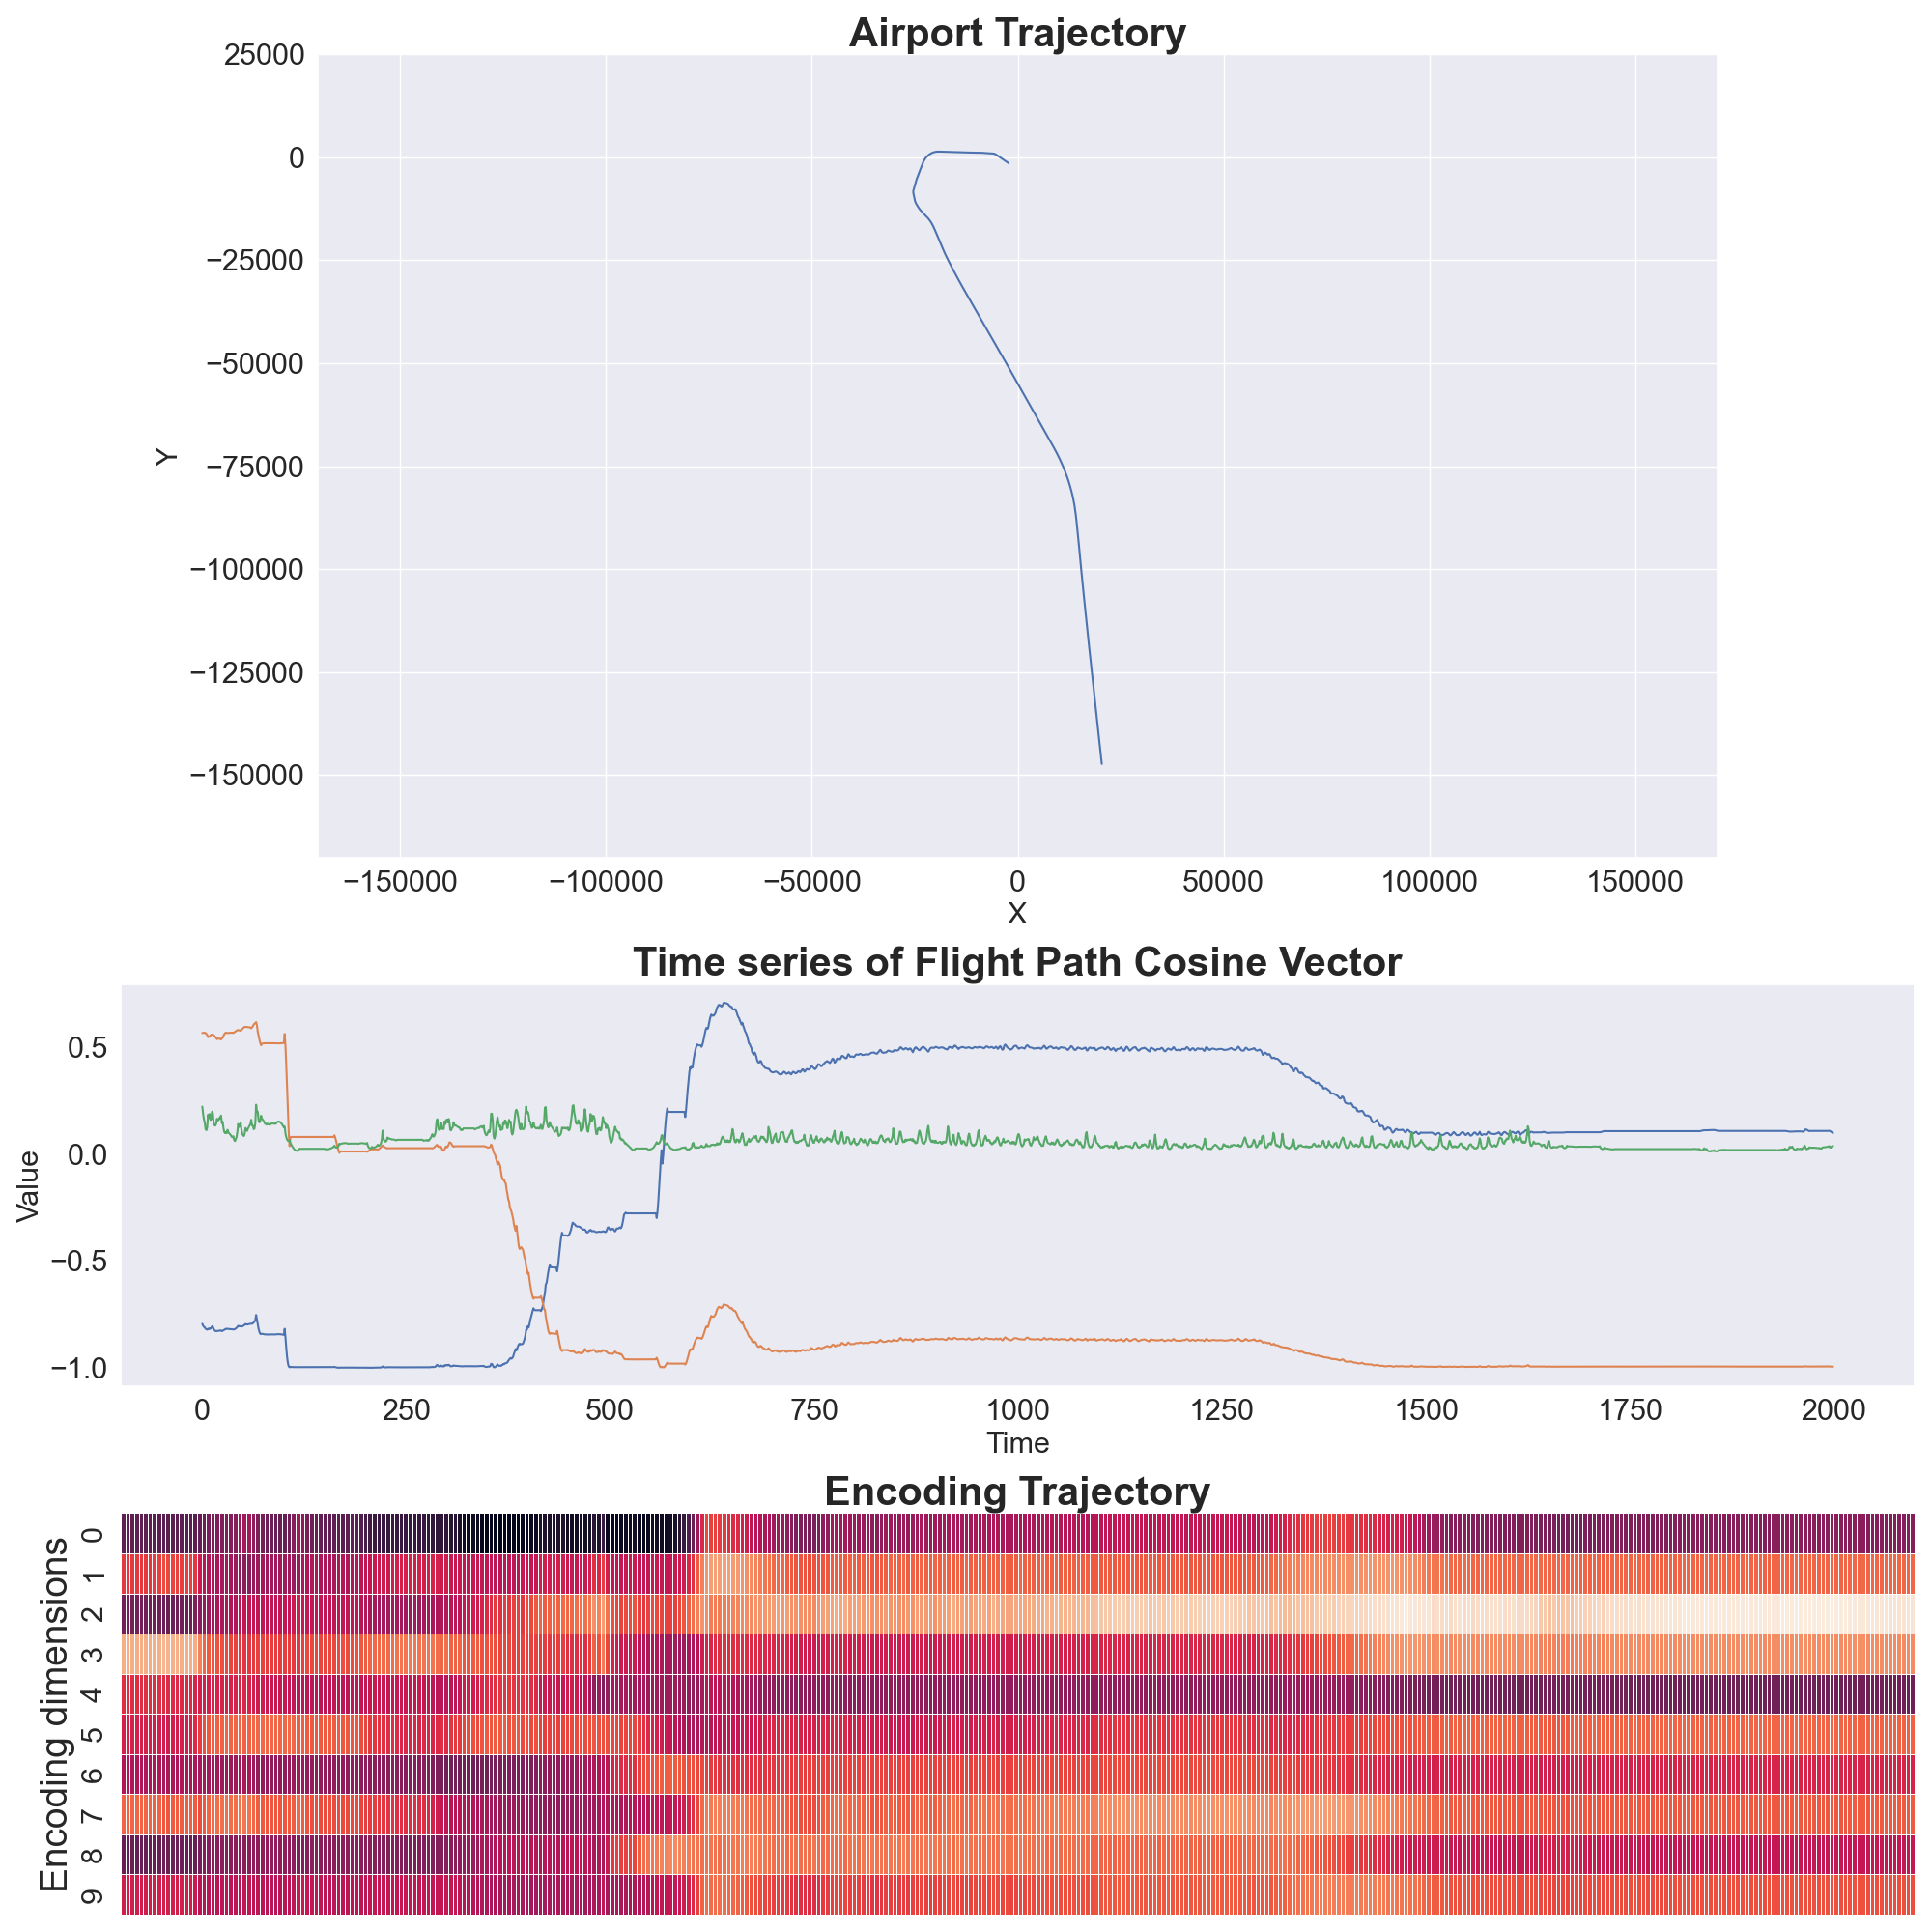 Airport Trajectory
25000
0
−25000
−50000
−75000
−100000
−125000
−150000
Y
−150000 −100000 −50000 0 50000 100000 150000
X
Time series of Flight Path Cosine Vector
0.5
0.0
−0.5
−1.0
Value
0 250 500 750 1000 1250 1500 1750 2000
Time
Encoding Trajectory
Encoding dimensions
0
1
2
3
4
5
6
7
8
9